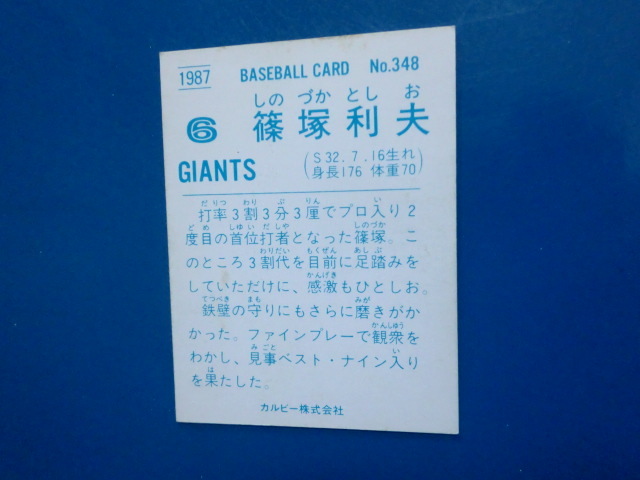 1987 BASEBALL CARD No.348
しの づか とし お
6 篠塚利夫
GIANTS (S32.7.16生れ
身長176 体重70)
だりつ わり ぶ りん い
打率3割3分3厘でプロ入り2
どめ しゅい だしゃ しのづか
度目の首位打者となった篠塚。こ
わりだい もくぜん あしぶ
のところ3割代を目前に足踏みを
かんげき
していただけに、感激もひとしお。
てつぺき まも みが
鉄壁の守りにもさらに磨きがか
かんしゅう
かった。ファインプレーで観衆を
みごと い
わかし、見事ベスト・ナイン入り
は
を果たした。
カルビー株式会社